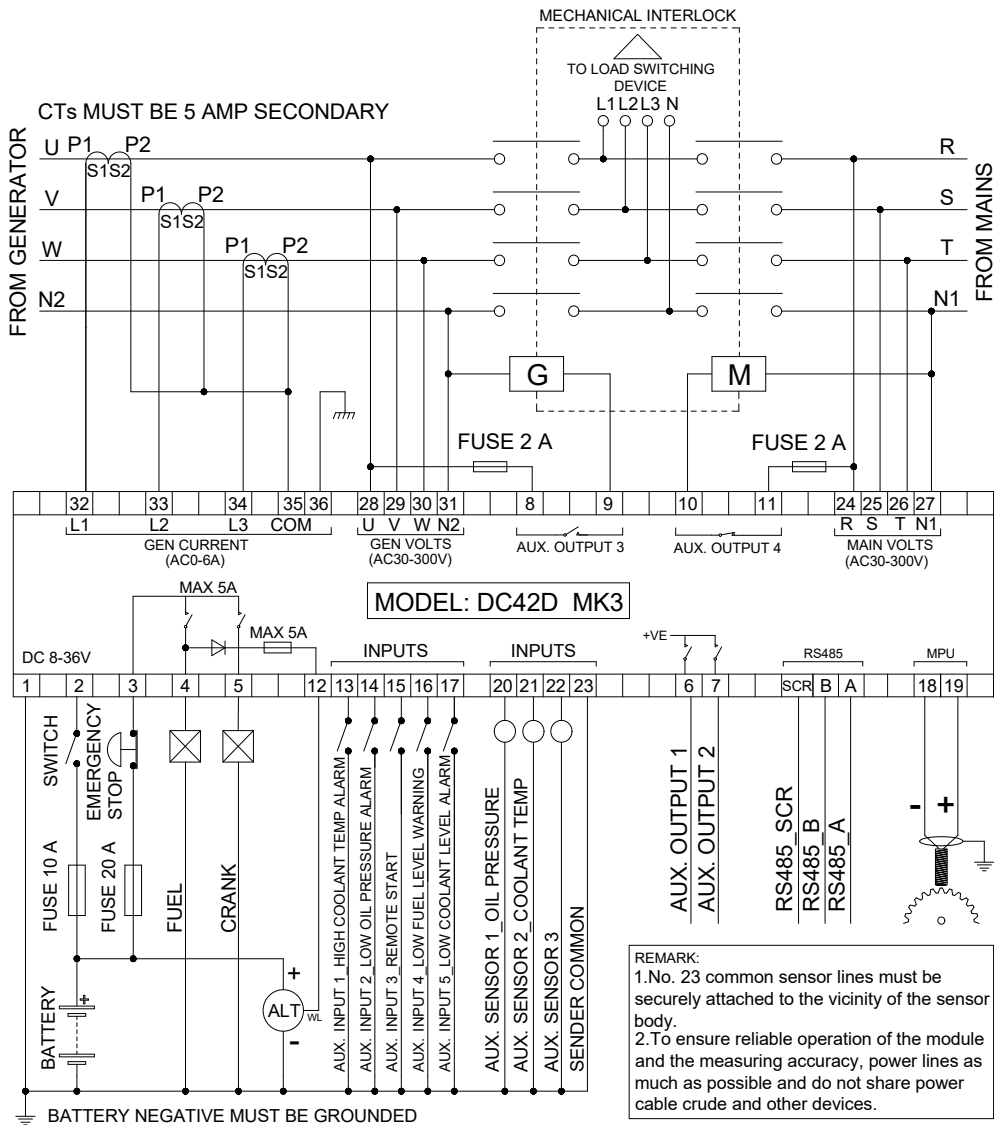 MECHANICAL INTERLOCK
TO LOAD SWITCHING
DEVICE
L1 L2 L3 N
CTs MUST BE 5 AMP SECONDARY
FROM GENERATOR
U P1 P2
S1S2
V P1 P2
S1S2
W P1 P2
S1S2
N2
R
S
T
N1
FROM MAINS
G
M
FUSE 2 A
FUSE 2 A
32 33 34 35 36 28 29 30 31 8 9 10 11 24 25 26 27
L1 L2 L3 COM
GEN CURRENT
(AC0-6A)
U V W N2
GEN VOLTS
(AC30-300V)
AUX. OUTPUT 3
AUX. OUTPUT 4
R S T N1
MAIN VOLTS
(AC30-300V)
MAX 5A
MAX 5A
MODEL: DC42D MK3
DC 8-36V
INPUTS
INPUTS
+VE
RS485
MPU
1 2 3 4 5 12 13 14 15 16 17 20 21 22 23 6 7 SCR B A 18 19
SWITCH
EMERGENCY
STOP
FUSE 10 A
FUSE 20 A
FUEL
CRANK
BATTERY
+
+
ALT
WL
-
AUX. INPUT 1_HIGH COOLANT TEMP ALARM
AUX. INPUT 2_LOW OIL PRESSURE ALARM
AUX. INPUT 3_REMOTE START
AUX. INPUT 4_LOW FUEL LEVEL WARNING
AUX. INPUT 5_LOW COOLANT LEVEL ALARM
AUX. SENSOR 1_OIL PRESSURE
AUX. SENSOR 2_COOLANT TEMP
AUX. SENSOR 3
SENDER COMMON
AUX. OUTPUT 1
AUX. OUTPUT 2
RS485_SCR
RS485_B
RS485_A
- +
REMARK:
1.No. 23 common sensor lines must be
securely attached to the vicinity of the sensor
body.
2.To ensure reliable operation of the module
and the measuring accuracy, power lines as
much as possible and do not share power
cable crude and other devices.
BATTERY NEGATIVE MUST BE GROUNDED